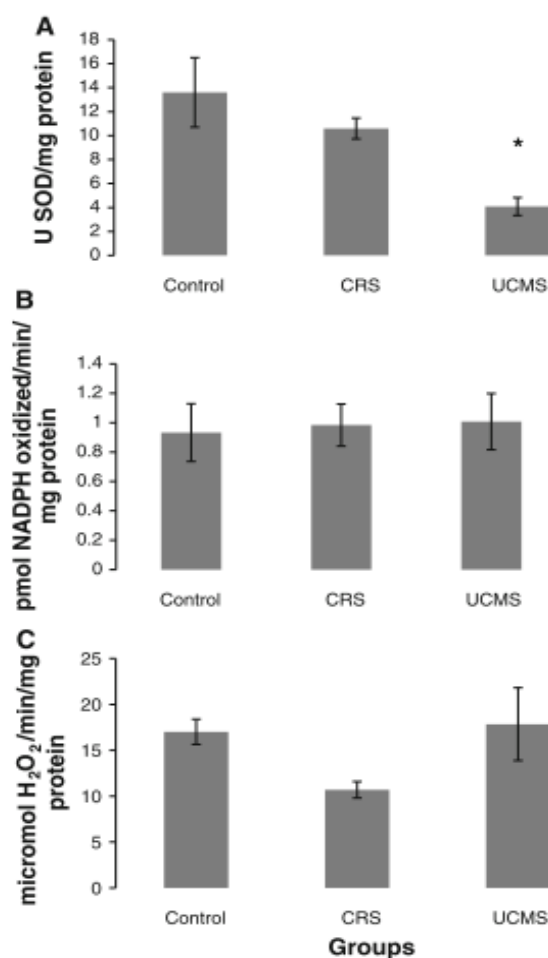 A
U SOD/mg protein
18
16
14
12
10
8
6
4
2
0
*
Control CRS UCMS
B
pmol NADPH oxidized/min/
mg protein
1.4
1.2
1
0.8
0.6
0.4
0.2
0
Control CRS UCMS
C
micromol H₂O₂/min/mg
protein
25
20
15
10
5
0
Control CRS UCMS
Groups